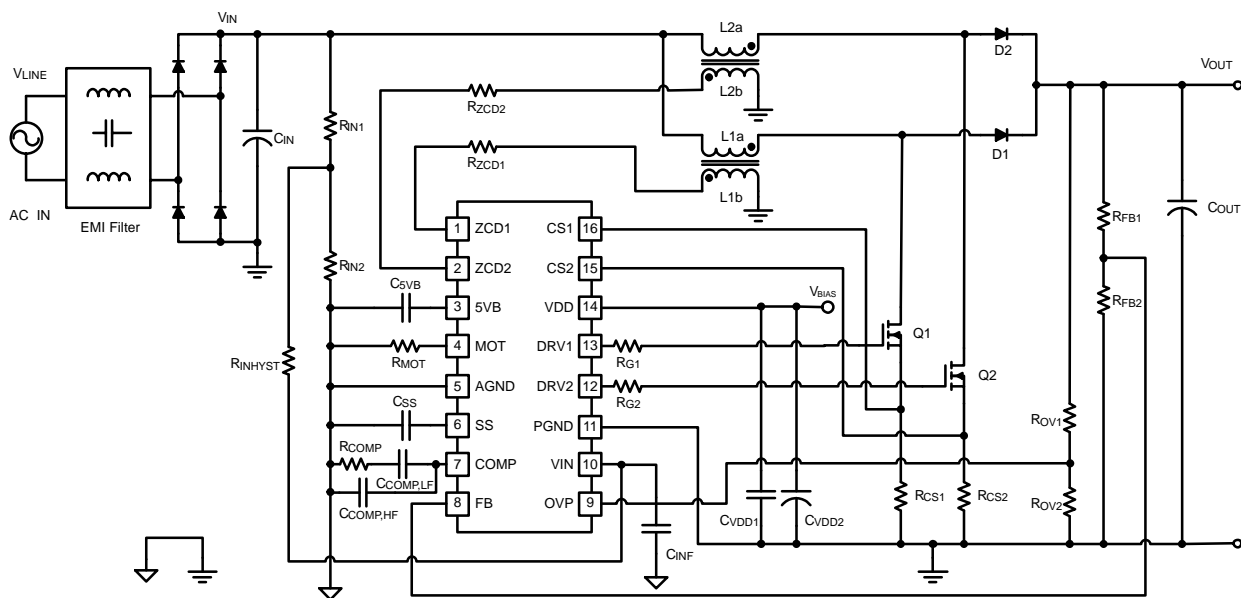 VIN
L2a
D2
VLINE
VOUT
L2b
RZCD2
RIN1
CIN
L1a
D1
RZCD1
L1b
AC IN
EMI Filter
COUT
RFB1
1 ZCD1
CS1 16
RIN2
2 ZCD2
CS2 15
C5VB
VBIAS
RFB2
3 5VB
VDD 14
Q1
4 MOT
DRV1 13
RINHYST
RMOT
RG1
Q2
5 AGND
DRV2 12
CSS
RG2
6 SS
PGND 11
ROV1
RCOMP
7 COMP
VIN 10
CCOMP,LF
RCS1
RCS2
8 FB
OVP 9
ROV2
CCOMP,HF
CVDD1
CVDD2
CINF